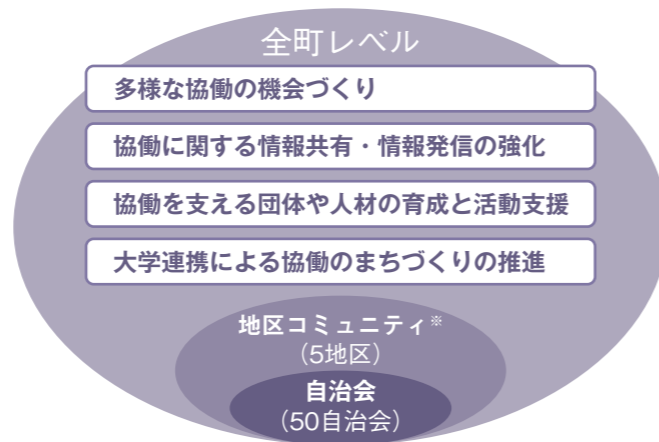 全町レベル
多様な協働の機会づくり
協働に関する情報共有・情報発信の強化
協働を支える団体や人材の育成と活動支援
大学連携による協働のまちづくりの推進
地区コミュニティ※
（5地区）
自治会
（50自治会）